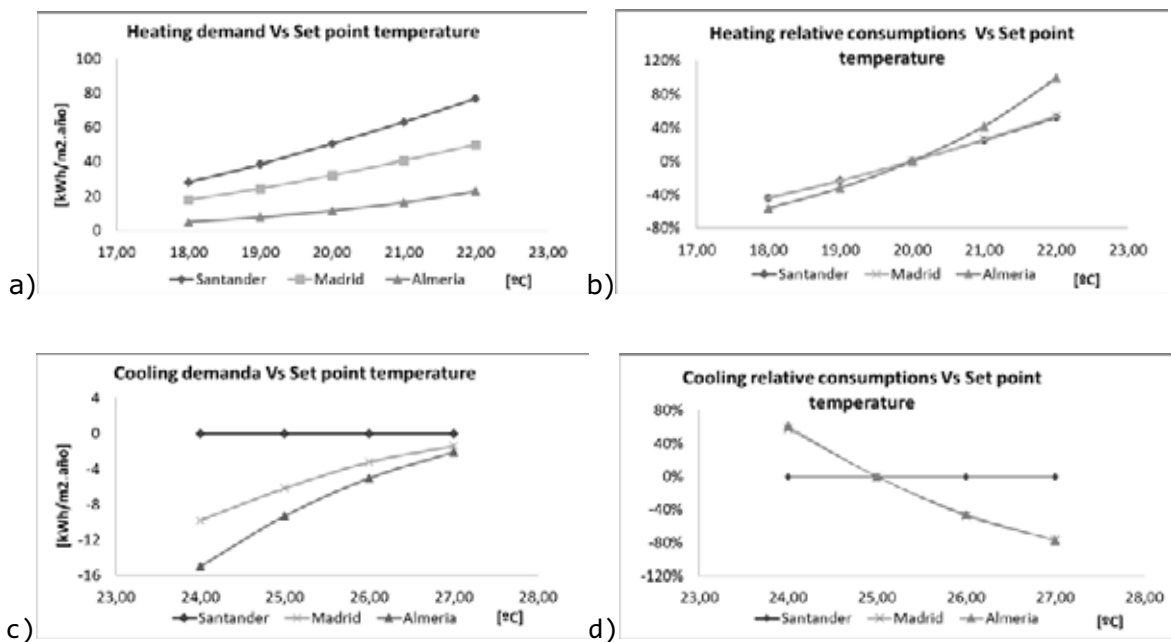 Heating demand Vs Set point temperature
[kWh/m2.año]
100
80
60
40
20
0
17,00 18,00 19,00 20,00 21,00 22,00 23,00
Santander Madrid Almeria [ºC]
a)
Heating relative consumptions Vs Set point
temperature
120%
80%
40%
0%
-40%
-80%
17,00 18,00 19,00 20,00 21,00 22,00 23,00
Santander Madrid Almeria [ºC]
b)
Cooling demanda Vs Set point temperature
[kWh/m2.año]
4
0
-4
-8
-12
-16
23,00 24,00 25,00 26,00 27,00 28,00
Santander Madrid Almeria [ºC]
c)
Cooling relative consumptions Vs Set point
temperature
80%
40%
0%
-40%
-80%
-120%
23,00 24,00 25,00 26,00 27,00 28,00
Santander Madrid Almeria [ºC]
d)